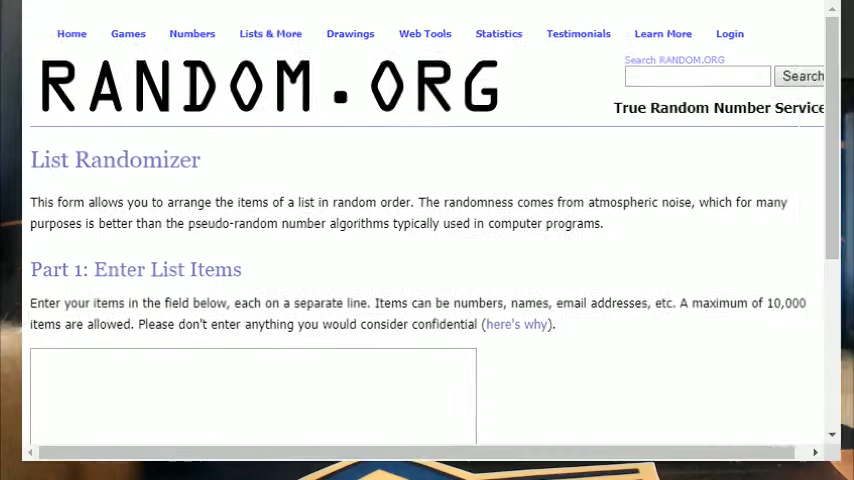 Home Games Numbers Lists & More Drawings Web Tools Statistics Testimonials Learn More Login
RANDOM.ORG
Search RANDOM.ORG
Search
True Random Number Service
List Randomizer
This form allows you to arrange the items of a list in random order. The randomness comes from atmospheric noise, which for many
purposes is better than the pseudo-random number algorithms typically used in computer programs.
Part 1: Enter List Items
Enter your items in the field below, each on a separate line. Items can be numbers, names, email addresses, etc. A maximum of 10,000
items are allowed. Please don't enter anything you would consider confidential (here's why).